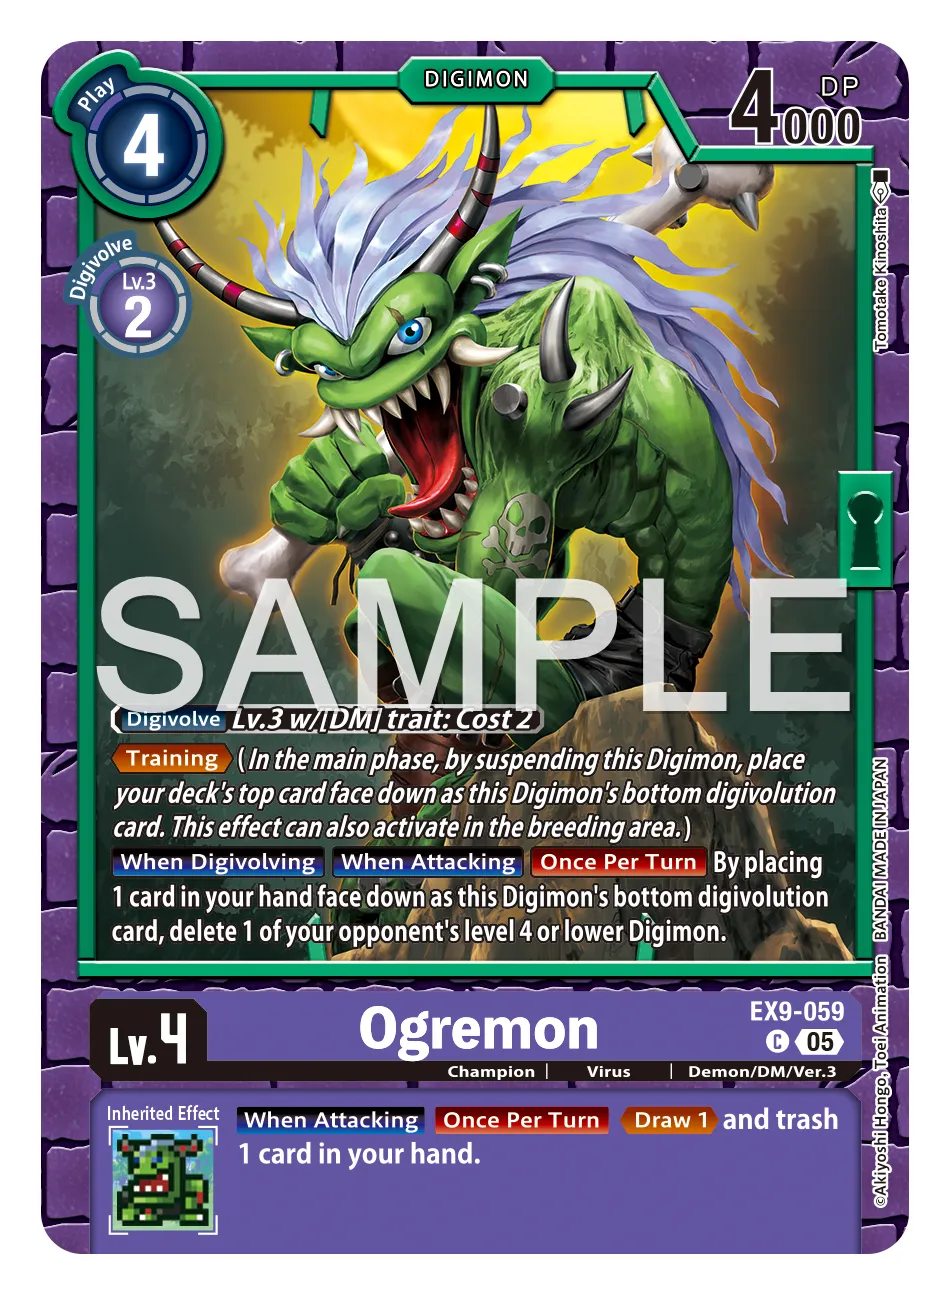 DIGIMON
Play
4
4000
DP
Digivolve
Lv.3
2
Tomotake Kinoshita
SAMPLE
Digivolve Lv.3 w/[DM] trait: Cost 2
Training (In the main phase, by suspending this Digimon, place
your deck's top card face down as this Digimon's bottom digivolution
card. This effect can also activate in the breeding area.)
When Digivolving When Attacking Once Per Turn By placing
1 card in your hand face down as this Digimon's bottom digivolution
card, delete 1 of your opponent's level 4 or lower Digimon.
Lv.4
Ogremon
EX9-059
C 05
Champion | Virus | Demon/DM/Ver.3
Inherited Effect
When Attacking Once Per Turn Draw 1 and trash
1 card in your hand.
©Akiyoshi Hongo, Toei Animation BANDAI MADE IN JAPAN